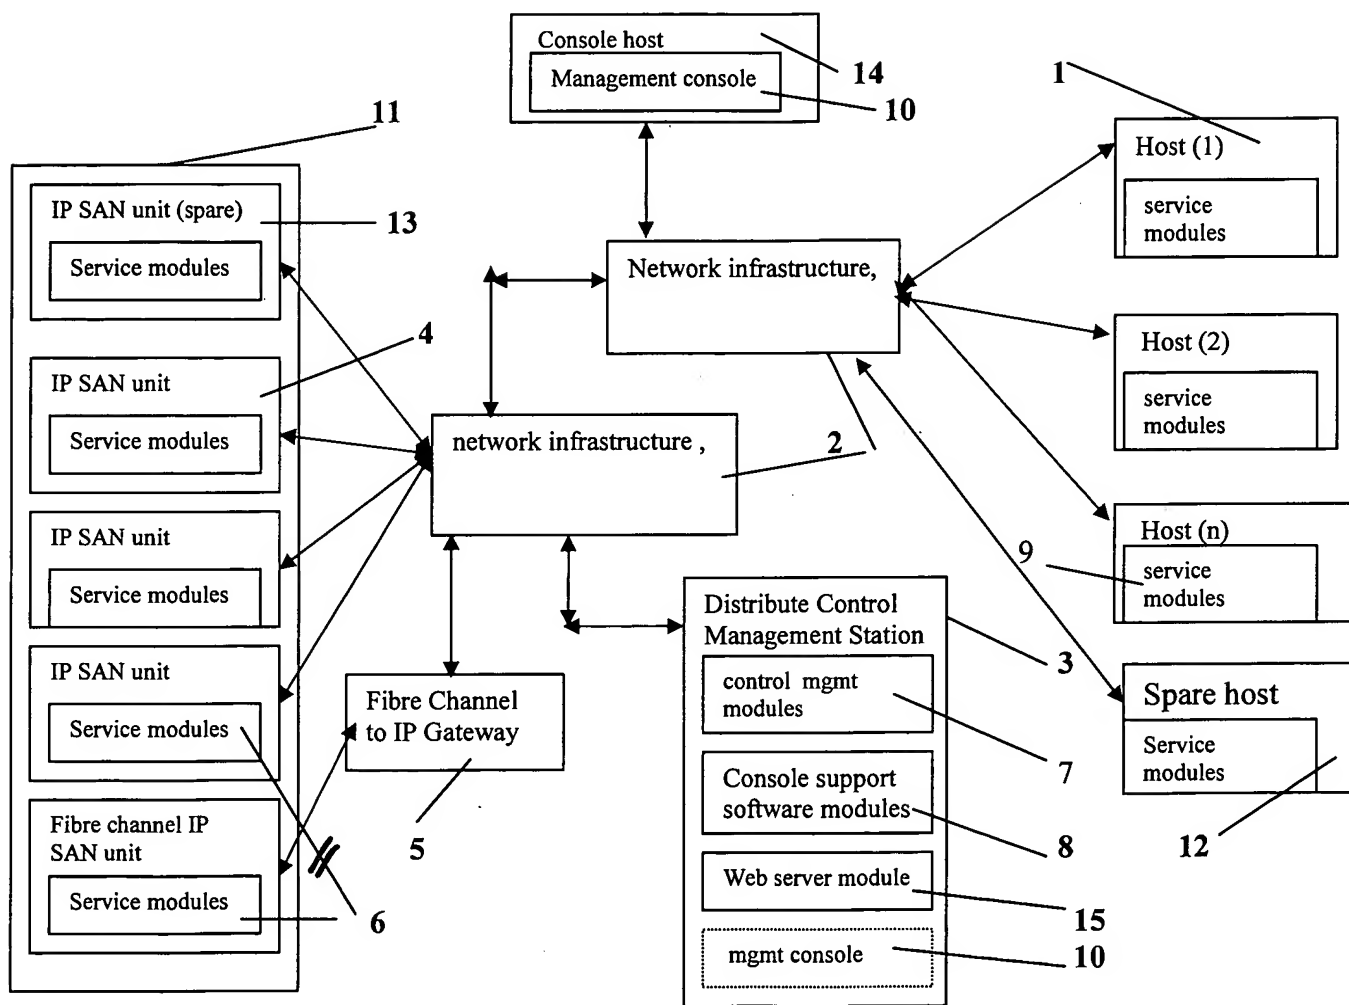 Console host
Management console
14
10
1
11
Host (1)
service
modules
IP SAN unit (spare)
13
Service modules
Network infrastructure,
4
Host (2)
service
modules
IP SAN unit
Service modules
network infrastructure ,
2
IP SAN unit
Service modules
Host (n)
9
service
modules
Distribute Control
Management Station
3
control mgmt
modules
7
IP SAN unit
Service modules
Fibre Channel
to IP Gateway
5
Spare host
Service
modules
12
Console support
software modules
8
Fibre channel IP
SAN unit
Service modules
6
Web server module
15
mgmt console
10